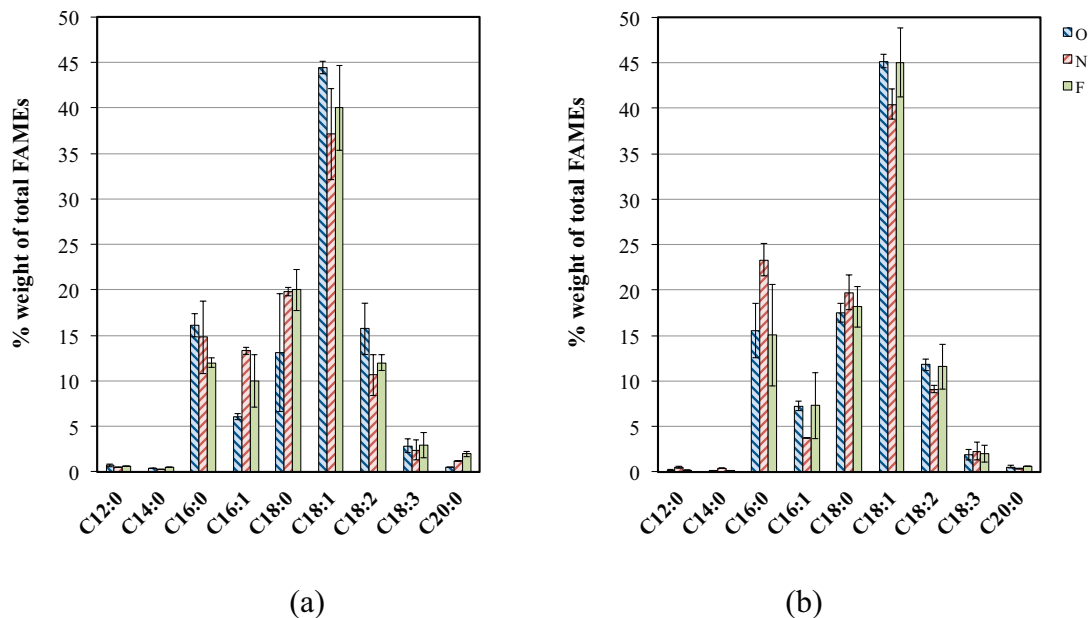 % weight of total FAMEs
50
45
40
35
30
25
20
15
10
5
0
C12:0
C14:0
C16:0
C16:1
C18:0
C18:1
C18:2
C18:3
C20:0
(a)
% weight of total FAMEs
50
45
40
35
30
25
20
15
10
5
0
C12:0
C14:0
C16:0
C16:1
C18:0
C18:1
C18:2
C18:3
C20:0
(b)
O
N
F